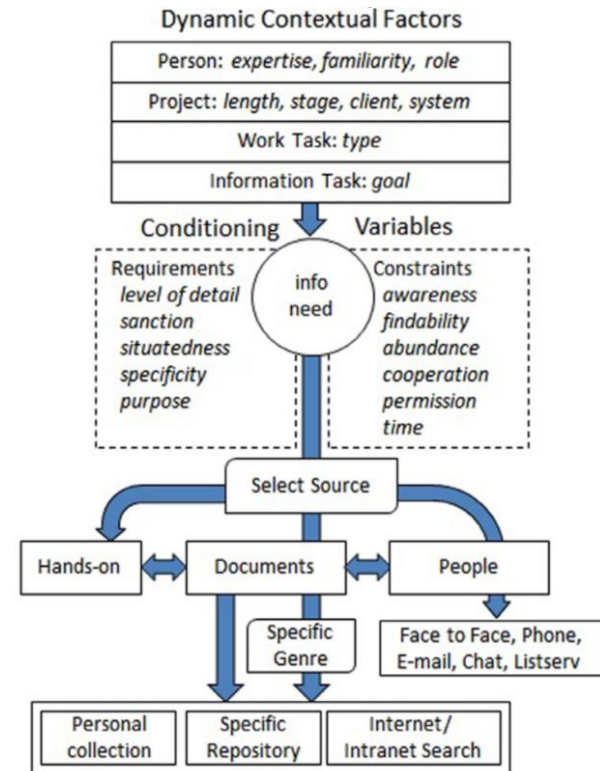 Dynamic Contextual Factors
Person: expertise, familiarity, role
Project: length, stage, client, system
Work Task: type
Information Task: goal
Conditioning Variables
Requirements
level of detail
sanction
situatedness
specificity
purpose
info
need
Constraints
awareness
findability
abundance
cooperation
permission
time
Select Source
Hands-on
Documents
People
Specific
Genre
Face to Face, Phone,
E-mail, Chat, Listserv
Personal
collection
Specific
Repository
Internet/
Intranet Search